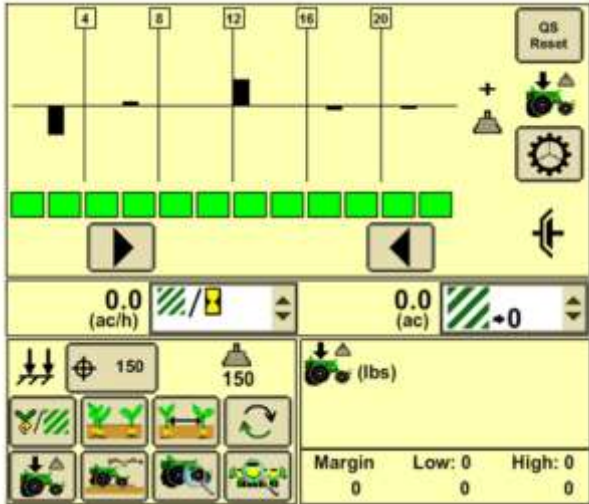 4 8 12 16 20
QS
Reset
+
0.0
(ac/h)
/
0.0
(ac)
→0
150
150
(lbs)
Margin Low: 0 High: 0
0 0 0